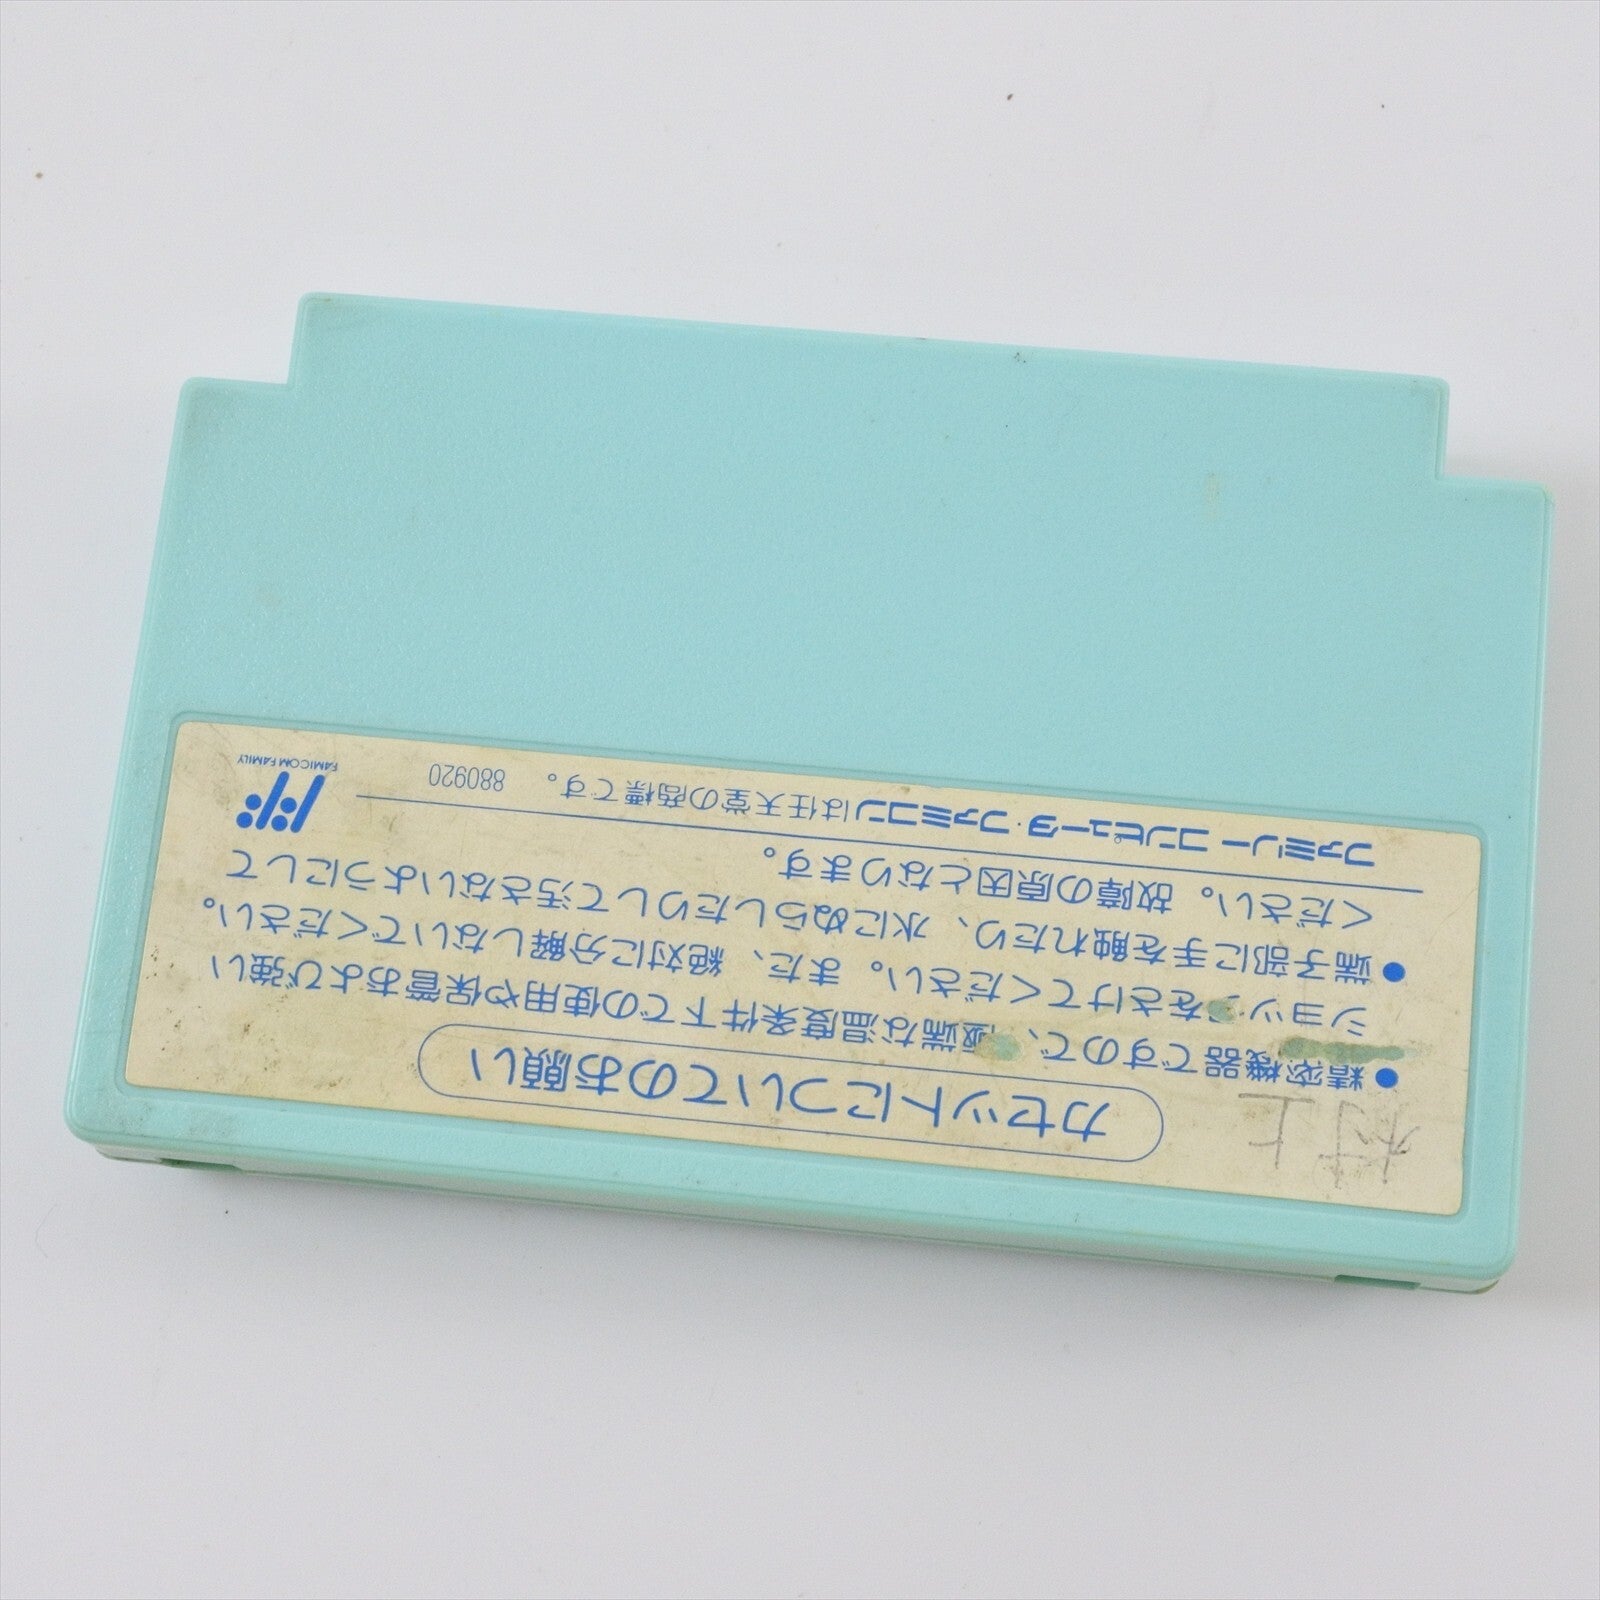 村上
カセットについてのお願い
●精密機器ですので、極端な温度条件下での使用や保管および強い
ショックをさけてください。また、絶対に分解しないでください。
●端子部に手を触れたり、水にぬらしたりして汚さないようにして
ください。故障の原因となります。
ファミリーコンピュータ・ファミコンは任天堂の商標です。 880920
FAMICOM FAMILY